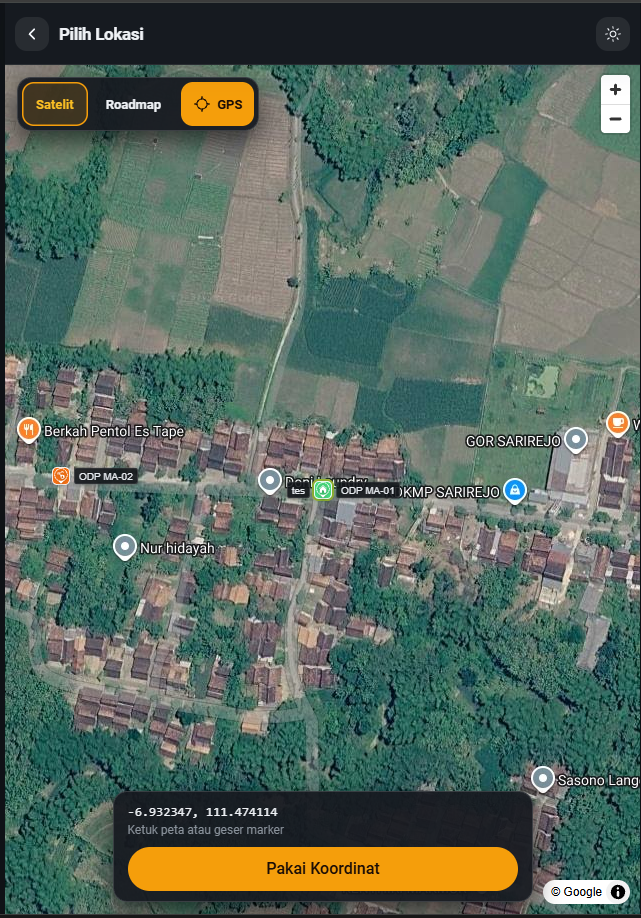 Pilih Lokasi
Satelit
Roadmap
GPS
+
−
Berkah Pentol Es Tape
GOR SARIREJO
W
ODP MA-02
tes
ODP MA-01
KMP SARIREJO
Nur hidayah
Sasono Lang
-6.932347, 111.474114
Ketuk peta atau geser marker
Pakai Koordinat
© Google